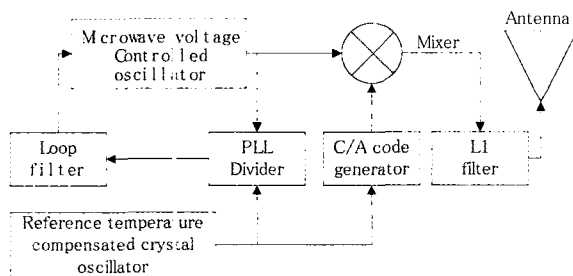 Microwave voltage
Controlled
oscillator
Mixer
Antenna
Loop
filter
PLL
Divider
C/A code
generator
L1
filter
Reference temperature
compensated crystal
oscillator